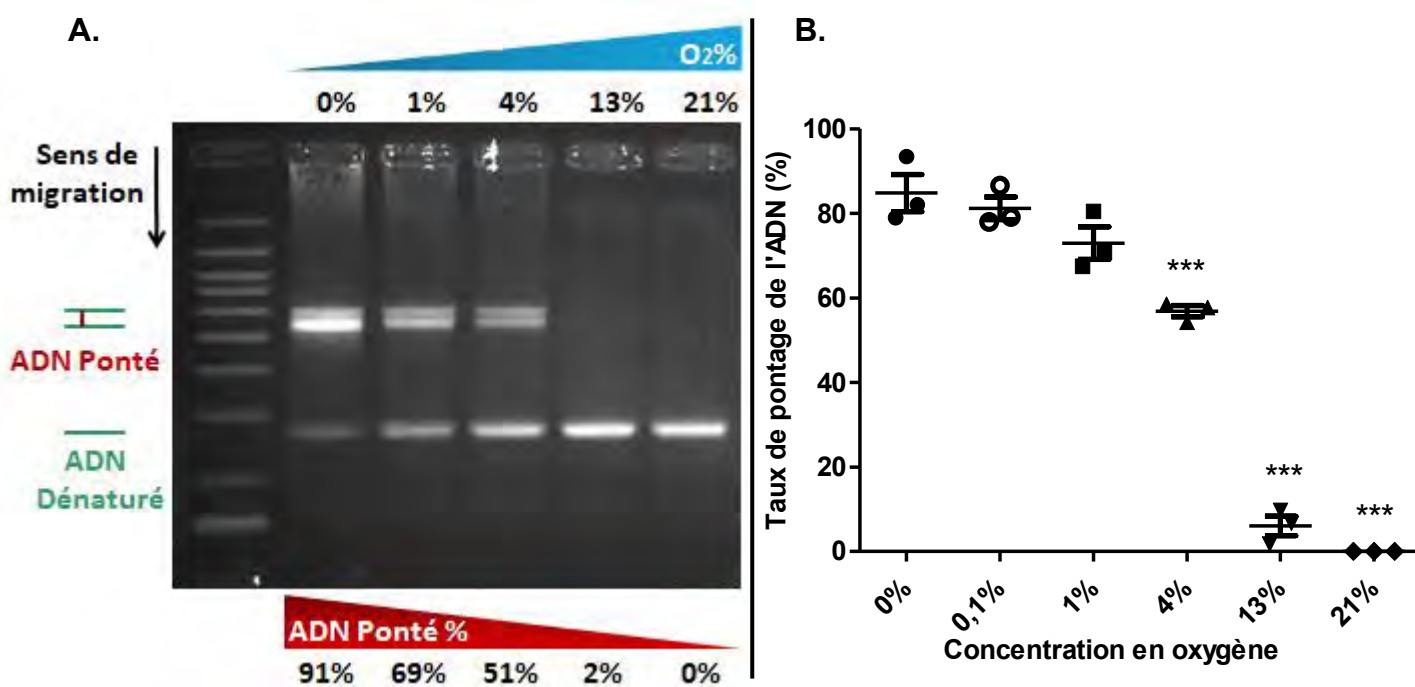 A.
O2%
0% 1% 4% 13% 21%
Sens de
migration
ADN Ponté
ADN
Dénaturé
ADN Ponté %
91% 69% 51% 2% 0%
B.
Taux de pontage de l'ADN (%)
100
80
60
40
20
0
***
***
***
0% 0,1% 1% 4% 13% 21%
Concentration en oxygène